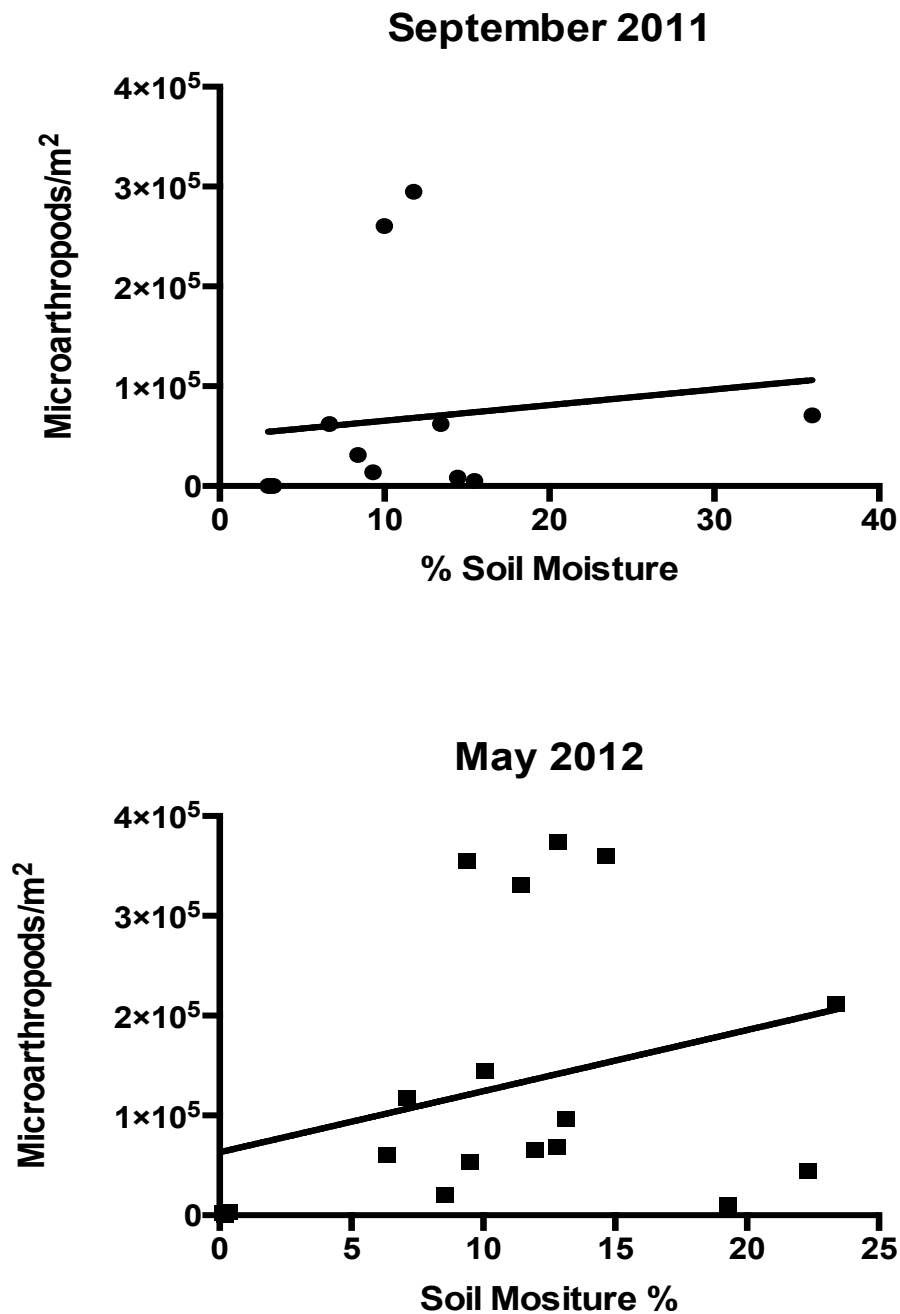 September 2011
Microarthropods/m²
4×10⁵
3×10⁵
2×10⁵
1×10⁵
0
0 10 20 30 40
% Soil Moisture
May 2012
Microarthropods/m²
4×10⁵
3×10⁵
2×10⁵
1×10⁵
0
0 5 10 15 20 25
Soil Mositure %